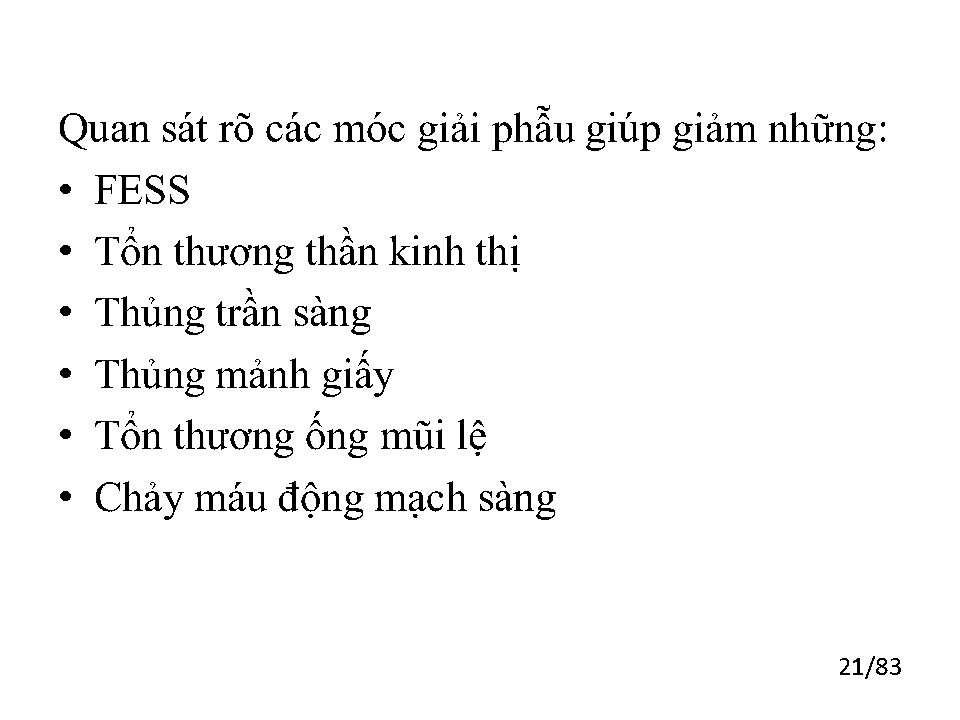 Quan sát rõ các móc giải phẫu giúp giảm những:
• FESS
• Tổn thương thần kinh thị
• Thủng trần sàng
• Thủng mảnh giấy
• Tổn thương ống mũi lệ
• Chảy máu động mạch sàng
21/83